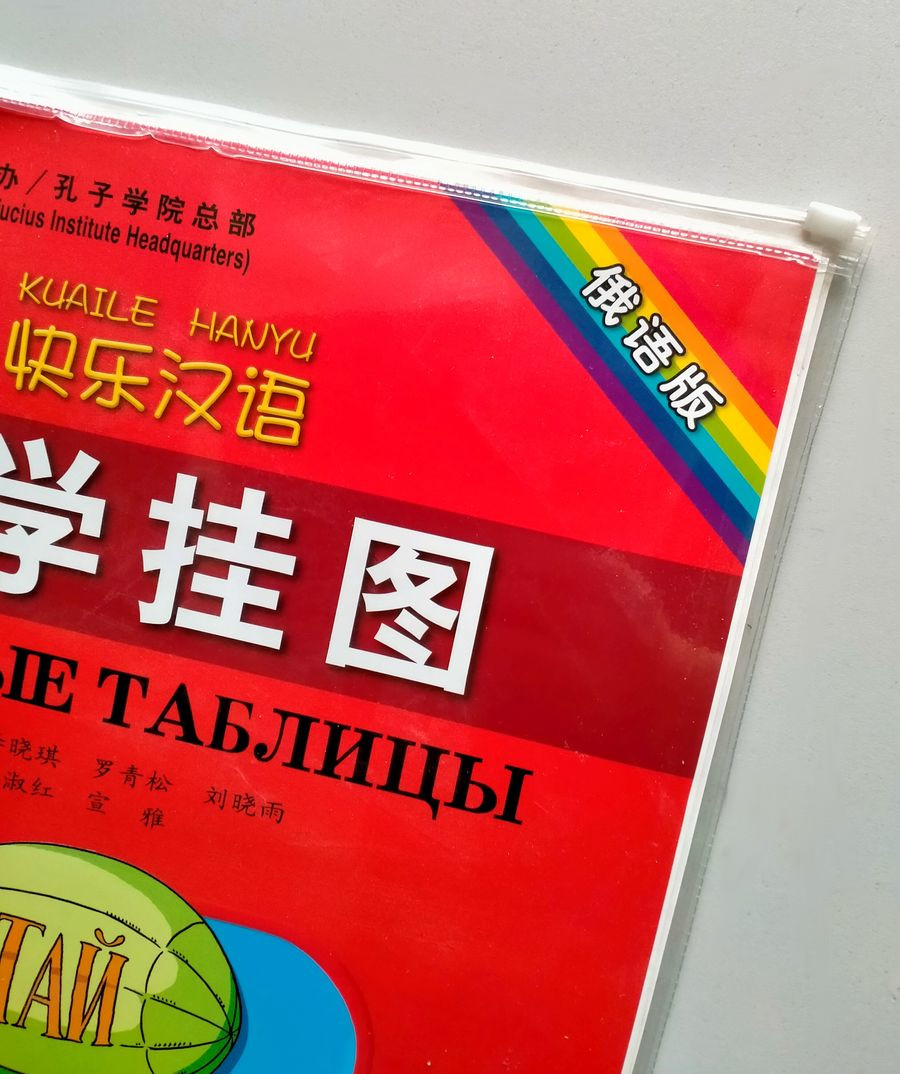 办/孔子学院总部
ucius Institute Headquarters)
KUAILE HANYU
快乐汉语
俄语版
学挂图
ЫЕ ТАБЛИЦЫ
晓琪 罗青松 刘晓雨
淑红 宣雅
ТАЙ